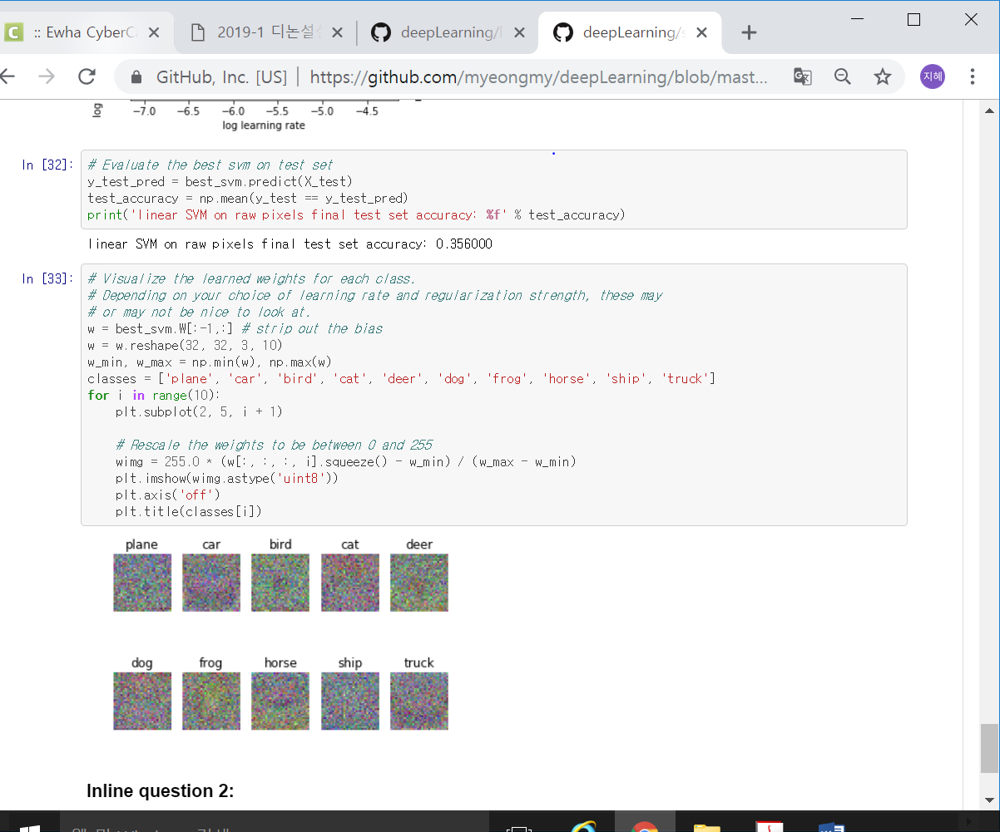 :: Ewha CyberC
2019-1 디논설
deepLearning/
deepLearning/
GitHub, Inc. [US]
https://github.com/myeongmy/deepLearning/blob/mast...
지혜
log
-7.0 -6.5 -6.0 -5.5 -5.0 -4.5
log learning rate
In [32]:
# Evaluate the best svm on test set
y_test_pred = best_svm.predict(X_test)
test_accuracy = np.mean(y_test == y_test_pred)
print('linear SVM on raw pixels final test set accuracy: %f' % test_accuracy)
linear SVM on raw pixels final test set accuracy: 0.356000
In [33]:
# Visualize the learned weights for each class.
# Depending on your choice of learning rate and regularization strength, these may
# or may not be nice to look at.
w = best_svm.W[:-1,:] # strip out the bias
w = w.reshape(32, 32, 3, 10)
w_min, w_max = np.min(w), np.max(w)
classes = ['plane', 'car', 'bird', 'cat', 'deer', 'dog', 'frog', 'horse', 'ship', 'truck']
for i in range(10):
    plt.subplot(2, 5, i + 1)
    # Rescale the weights to be between 0 and 255
    wimg = 255.0 * (w[:, :, :, i].squeeze() - w_min) / (w_max - w_min)
    plt.imshow(wimg.astype('uint8'))
    plt.axis('off')
    plt.title(classes[i])
plane car bird cat deer
dog frog horse ship truck
Inline question 2: